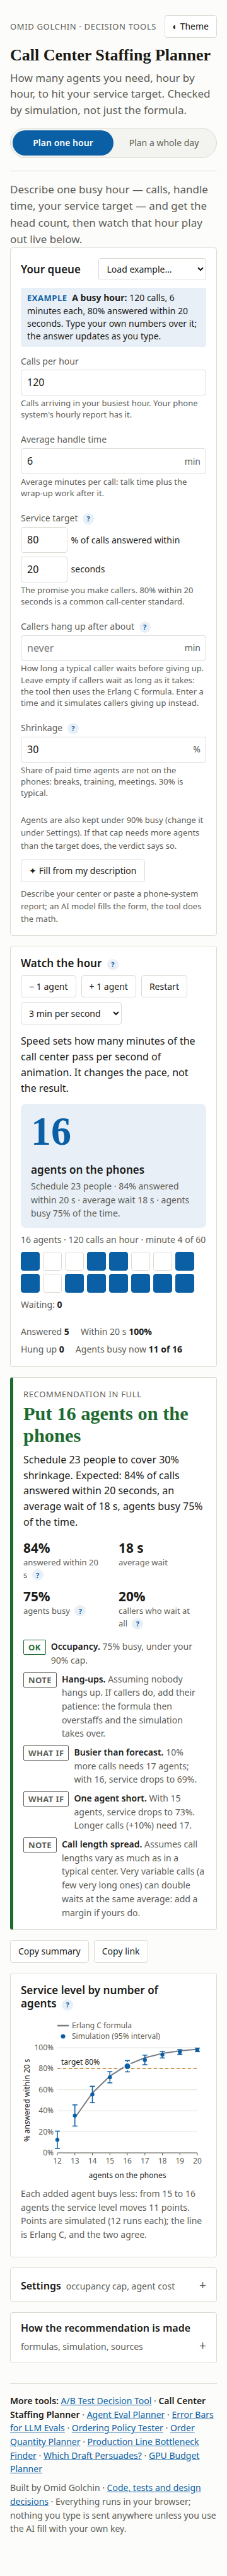 OMID GOLCHIN · DECISION TOOLS
Theme
Call Center Staffing Planner
How many agents you need, hour by
hour, to hit your service target. Checked
by simulation, not just the formula.
Plan one hour
Plan a whole day
Describe one busy hour — calls, handle
time, your service target — and get the
head count, then watch that hour play
out live below.
Your queue
Load example...
EXAMPLE A busy hour: 120 calls, 6
minutes each, 80% answered within 20
seconds. Type your own numbers over it;
the answer updates as you type.
Calls per hour
120
Calls arriving in your busiest hour. Your phone
system's hourly report has it.
Average handle time
6 min
Average minutes per call: talk time plus the
wrap-up work after it.
Service target ?
80 % of calls answered within
20 seconds
The promise you make callers. 80% within 20
seconds is a common call-center standard.
Callers hang up after about ?
never min
How long a typical caller waits before giving up.
Leave empty if callers wait as long as it takes:
the tool then uses the Erlang C formula. Enter a
time and it simulates callers giving up instead.
Shrinkage ?
30 %
Share of paid time agents are not on the
phones: breaks, training, meetings. 30% is
typical.
Agents are also kept under 90% busy (change it
under Settings). If that cap needs more agents
than the target does, the verdict says so.
✦ Fill from my description
Describe your center or paste a phone-system
report; an AI model fills the form, the tool does
the math.
Watch the hour ?
− 1 agent
+ 1 agent
Restart
3 min per second
Speed sets how many minutes of the
call center pass per second of
animation. It changes the pace, not
the result.
16
agents on the phones
Schedule 23 people · 84% answered
within 20 s · average wait 18 s · agents
busy 75% of the time.
16 agents · 120 calls an hour · minute 4 of 60
Waiting: 0
Answered 5 Within 20 s 100%
Hung up 0 Agents busy now 11 of 16
RECOMMENDATION IN FULL
Put 16 agents on the
phones
Schedule 23 people to cover 30%
shrinkage. Expected: 84% of calls
answered within 20 seconds, an
average wait of 18 s, agents busy 75%
of the time.
84%
answered within 20
s ?
18 s
average wait
75%
agents busy ?
20%
callers who wait at
all ?
OK Occupancy. 75% busy, under your
90% cap.
NOTE Hang-ups. Assuming nobody
hangs up. If callers do, add their
patience: the formula then
overstaffs and the simulation
takes over.
WHAT IF Busier than forecast. 10%
more calls needs 17 agents;
with 16, service drops to 69%.
WHAT IF One agent short. With 15
agents, service drops to 73%.
Longer calls (+10%) need 17.
NOTE Call length spread. Assumes call
lengths vary as much as in a
typical center. Very variable calls (a
few very long ones) can double
waits at the same average: add a
margin if yours do.
Copy summary
Copy link
Service level by number of
agents ?
Erlang C formula
Simulation (95% interval)
% answered within 20 s
100%
80%
60%
40%
20%
0%
target 80%
12 13 14 15 16 17 18 19 20
agents on the phones
Each added agent buys less: from 15 to 16
agents the service level moves 11 points.
Points are simulated (12 runs each); the line
is Erlang C, and the two agree.
Settings occupancy cap, agent cost +
How the recommendation is made
formulas, simulation, sources +
More tools: A/B Test Decision Tool · Call Center
Staffing Planner · Agent Eval Planner · Error Bars
for LLM Evals · Ordering Policy Tester · Order
Quantity Planner · Production Line Bottleneck
Finder · Which Draft Persuades? · GPU Budget
Planner
Built by Omid Golchin · Code, tests and design
decisions · Everything runs in your browser;
nothing you type is sent anywhere unless you use
the AI fill with your own key.